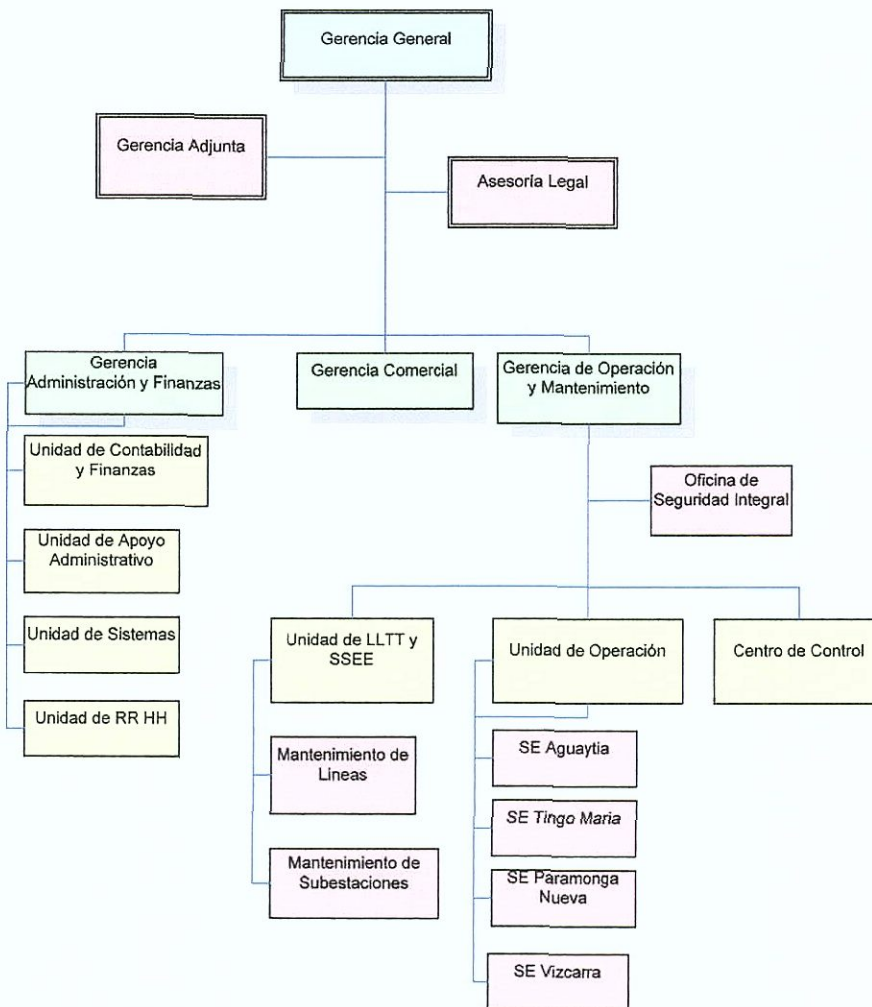 Gerencia General
Gerencia Adjunta
Asesoría Legal
Gerencia
Administración y Finanzas
Gerencia Comercial
Gerencia de Operación
y Mantenimiento
Unidad de Contabilidad
y Finanzas
Oficina de
Seguridad Integral
Unidad de Apoyo
Administrativo
Unidad de Sistemas
Unidad de RR HH
Unidad de LLTT y
SSEE
Unidad de Operación
Centro de Control
Mantenimiento de
Lineas
Mantenimiento de
Subestaciones
SE Aguaytia
SE Tingo Maria
SE Paramonga
Nueva
SE Vizcarra